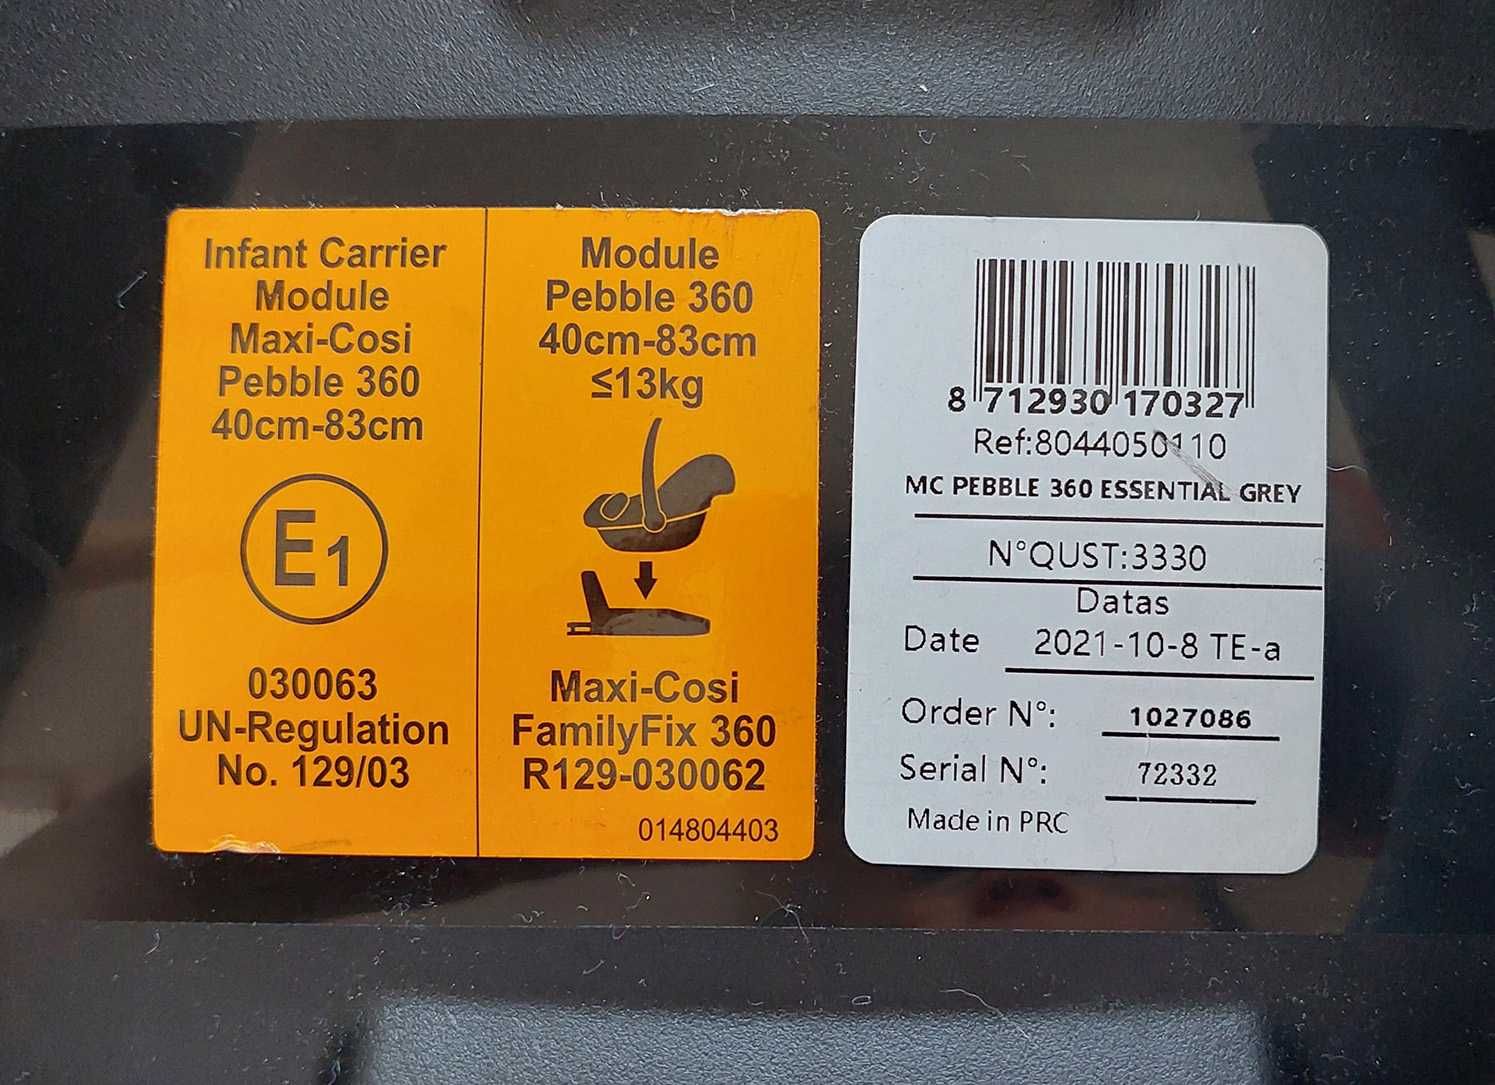 Infant Carrier
Module
Maxi-Cosi
Pebble 360
40cm-83cm
E1
030063
UN-Regulation
No. 129/03
Module
Pebble 360
40cm-83cm
≤13kg
Maxi-Cosi
FamilyFix 360
R129-030062
014804403
8 712930 170327
Ref:8044050110
MC PEBBLE 360 ESSENTIAL GREY
N°QUST:3330
Datas
Date 2021-10-8 TE-a
Order N°: 1027086
Serial N°: 72332
Made in PRC